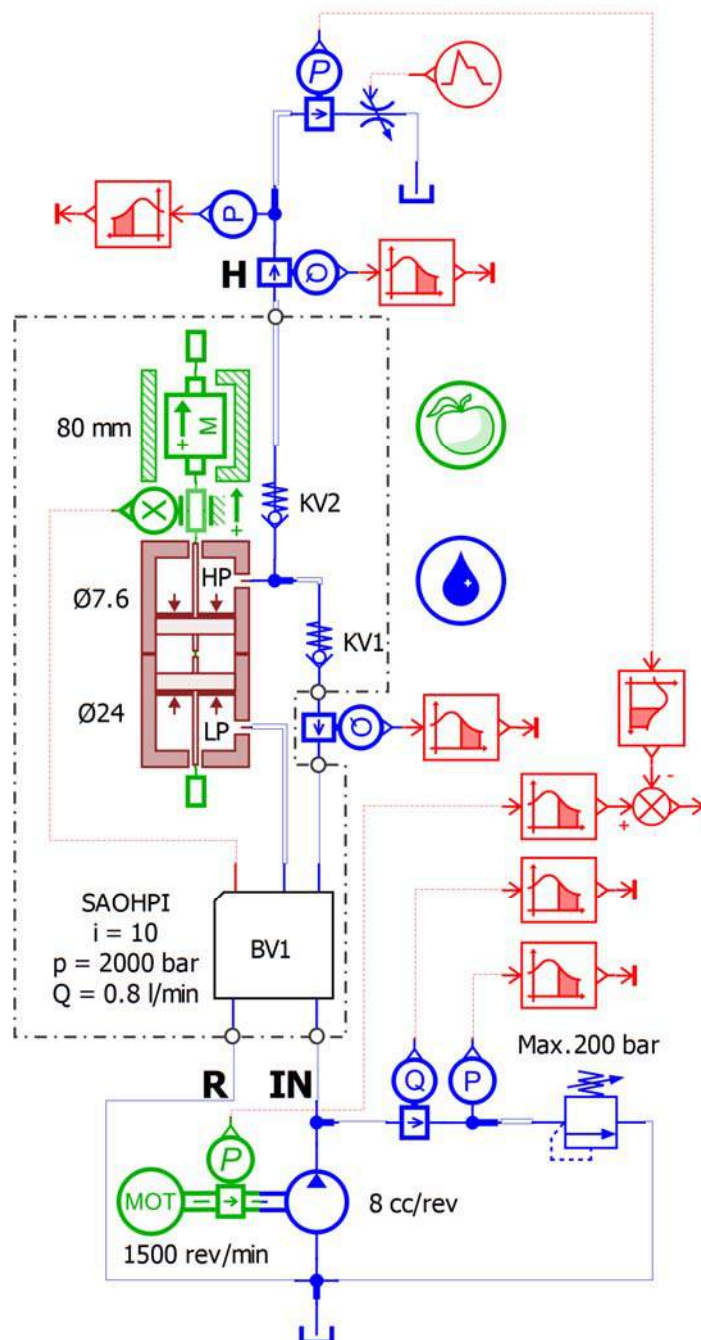 P
P
H
Q
80 mm
M
+
X
+
KV2
HP
Ø7.6
KV1
Ø24
LP
Q
-
+
SAOHPI
i = 10
p = 2000 bar
Q = 0.8 l/min
BV1
Max.200 bar
R IN
Q P
P
MOT
8 cc/rev
1500 rev/min